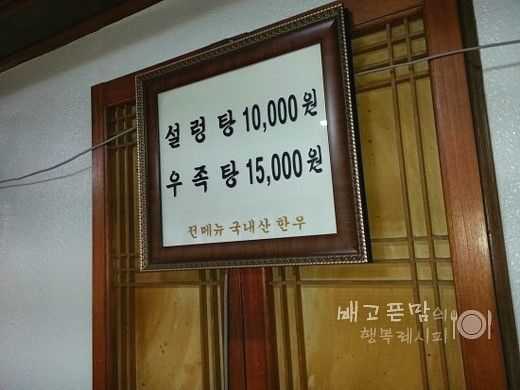 설렁탕 10,000원
우족탕 15,000원
전메뉴 국내산 한우
배고픈맘의
행복레시피